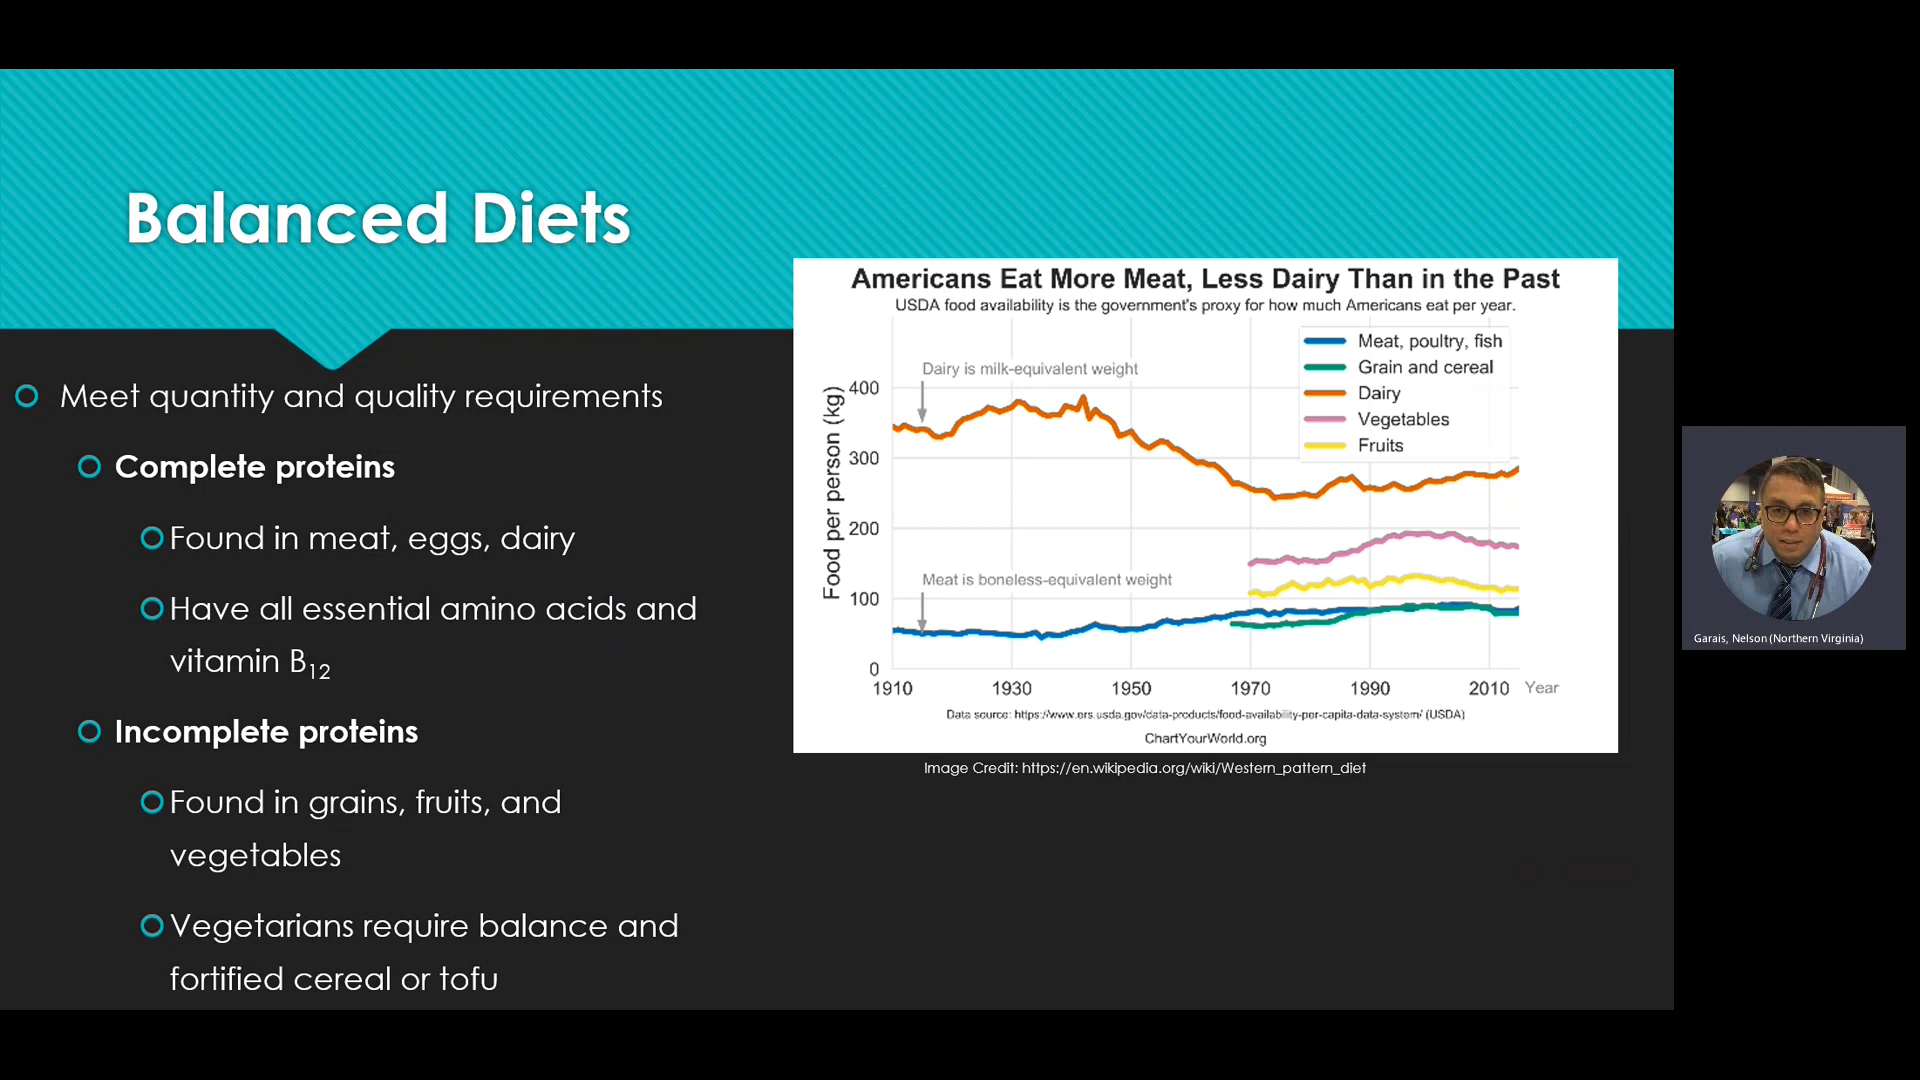 Balanced Diets
Meet quantity and quality requirements
Complete proteins
Found in meat, eggs, dairy
Have all essential amino acids and
vitamin B12
Incomplete proteins
Found in grains, fruits, and
vegetables
Vegetarians require balance and
fortified cereal or tofu
Americans Eat More Meat, Less Dairy Than in the Past
USDA food availability is the government's proxy for how much Americans eat per year.
Meat, poultry, fish
Grain and cereal
Dairy
Vegetables
Fruits
Dairy is milk-equivalent weight
Meat is boneless-equivalent weight
Food per person (kg)
400
300
200
100
0
1910 1930 1950 1970 1990 2010 Year
Data source: https://www.ers.usda.gov/data-products/food-availability-per-capita-data-system/ (USDA)
ChartYourWorld.org
Image Credit: https://en.wikipedia.org/wiki/Western_pattern_diet
Garais, Nelson (Northern Virginia)